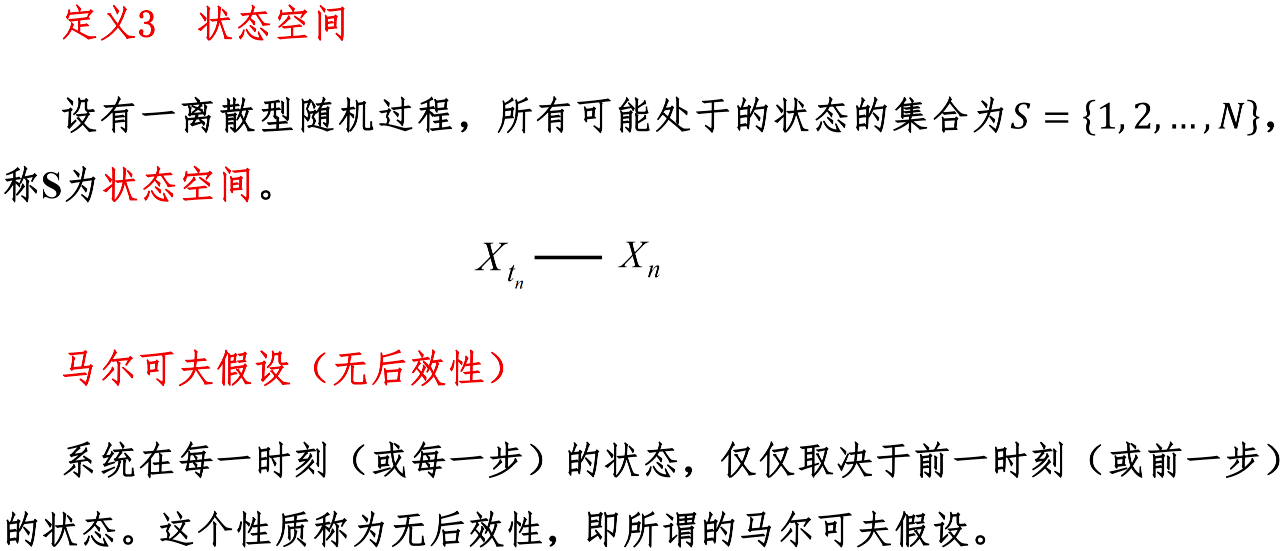 定义3 状态空间
设有一离散型随机过程，所有可能处于的状态的集合为S = {1, 2, … , N}，
称S为状态空间。
X_{t_n} — X_n
马尔可夫假设（无后效性）
系统在每一时刻（或每一步）的状态，仅仅取决于前一时刻（或前一步）
的状态。这个性质称为无后效性，即所谓的马尔可夫假设。